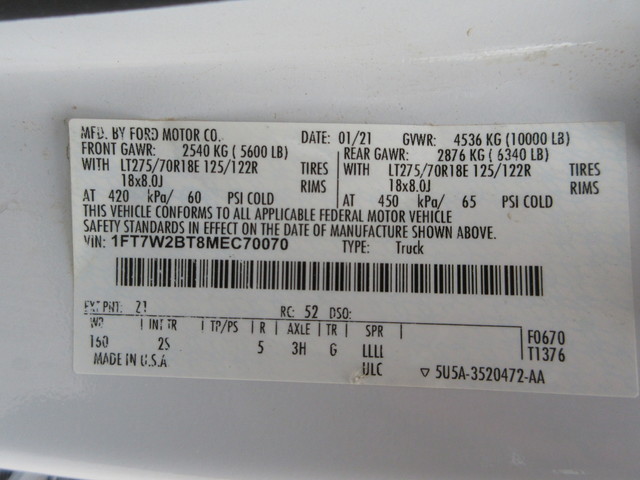 MFD. BY FORD MOTOR CO. DATE: 01/21 GVWR: 4536 KG (10000 LB)
FRONT GAWR: 2540 KG ( 5600 LB) REAR GAWR: 2876 KG ( 6340 LB)
WITH LT275/70R18E 125/122R TIRES WITH LT275/70R18E 125/122R TIRES
18x8.0J RIMS 18x8.0J RIMS
AT 420 kPa/ 60 PSI COLD AT 450 kPa/ 65 PSI COLD
THIS VEHICLE CONFORMS TO ALL APPLICABLE FEDERAL MOTOR VEHICLE
SAFETY STANDARDS IN EFFECT ON THE DATE OF MANUFACTURE SHOWN ABOVE.
VIN: 1FT7W2BT8MEC70070 TYPE: Truck
EXT PNT: Z1 RC: 52 DSO:
WB | INT TR | TP/PS | R | AXLE | TR | SPR F0670
160 2S 5 3H G LLLL T1376
MADE IN U.S.A ULC ▽ 5U5A-3520472-AA